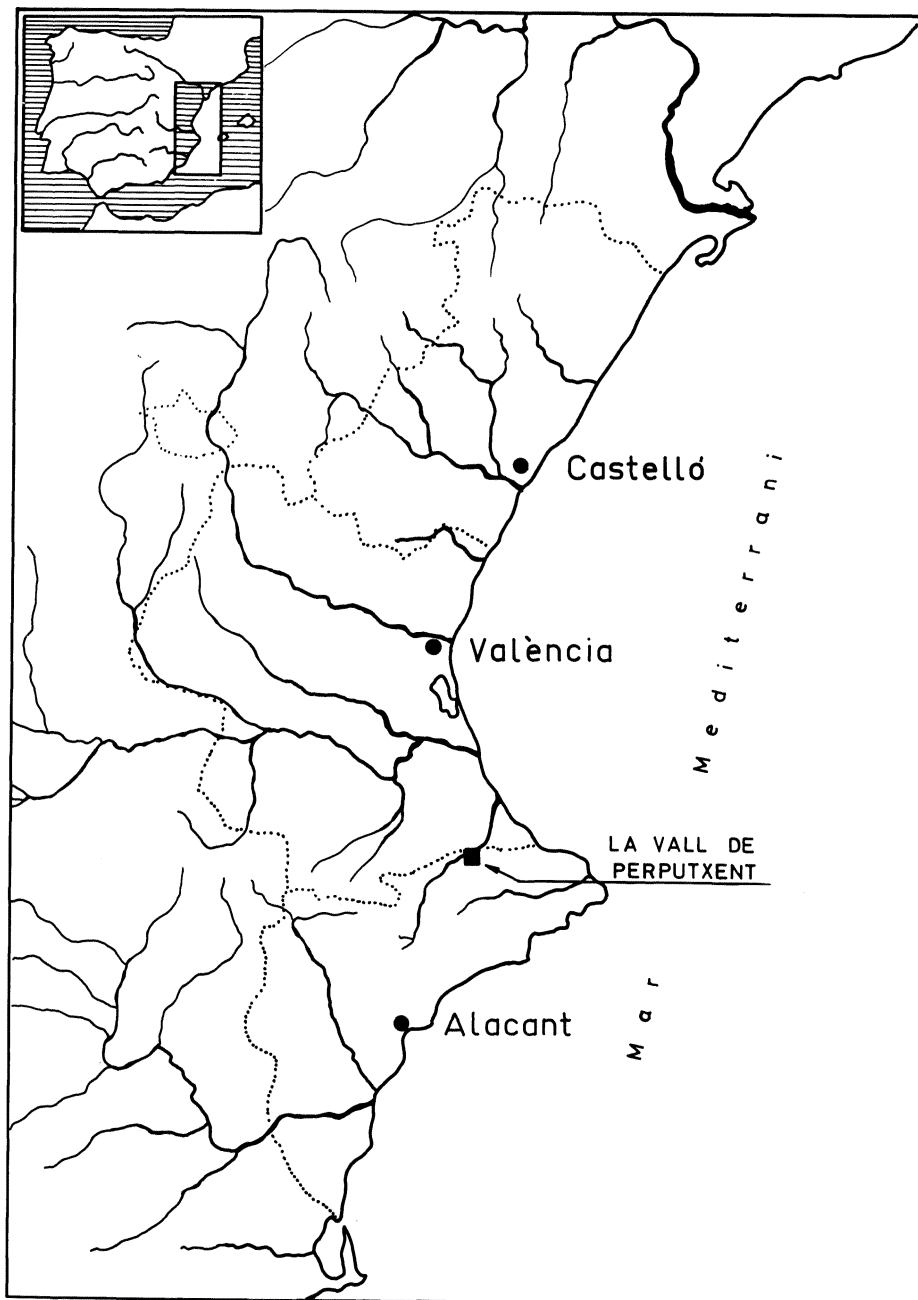 Castelló
València
LA VALL DE
PERPUTXENT
Alacant
Mar Mediterrani